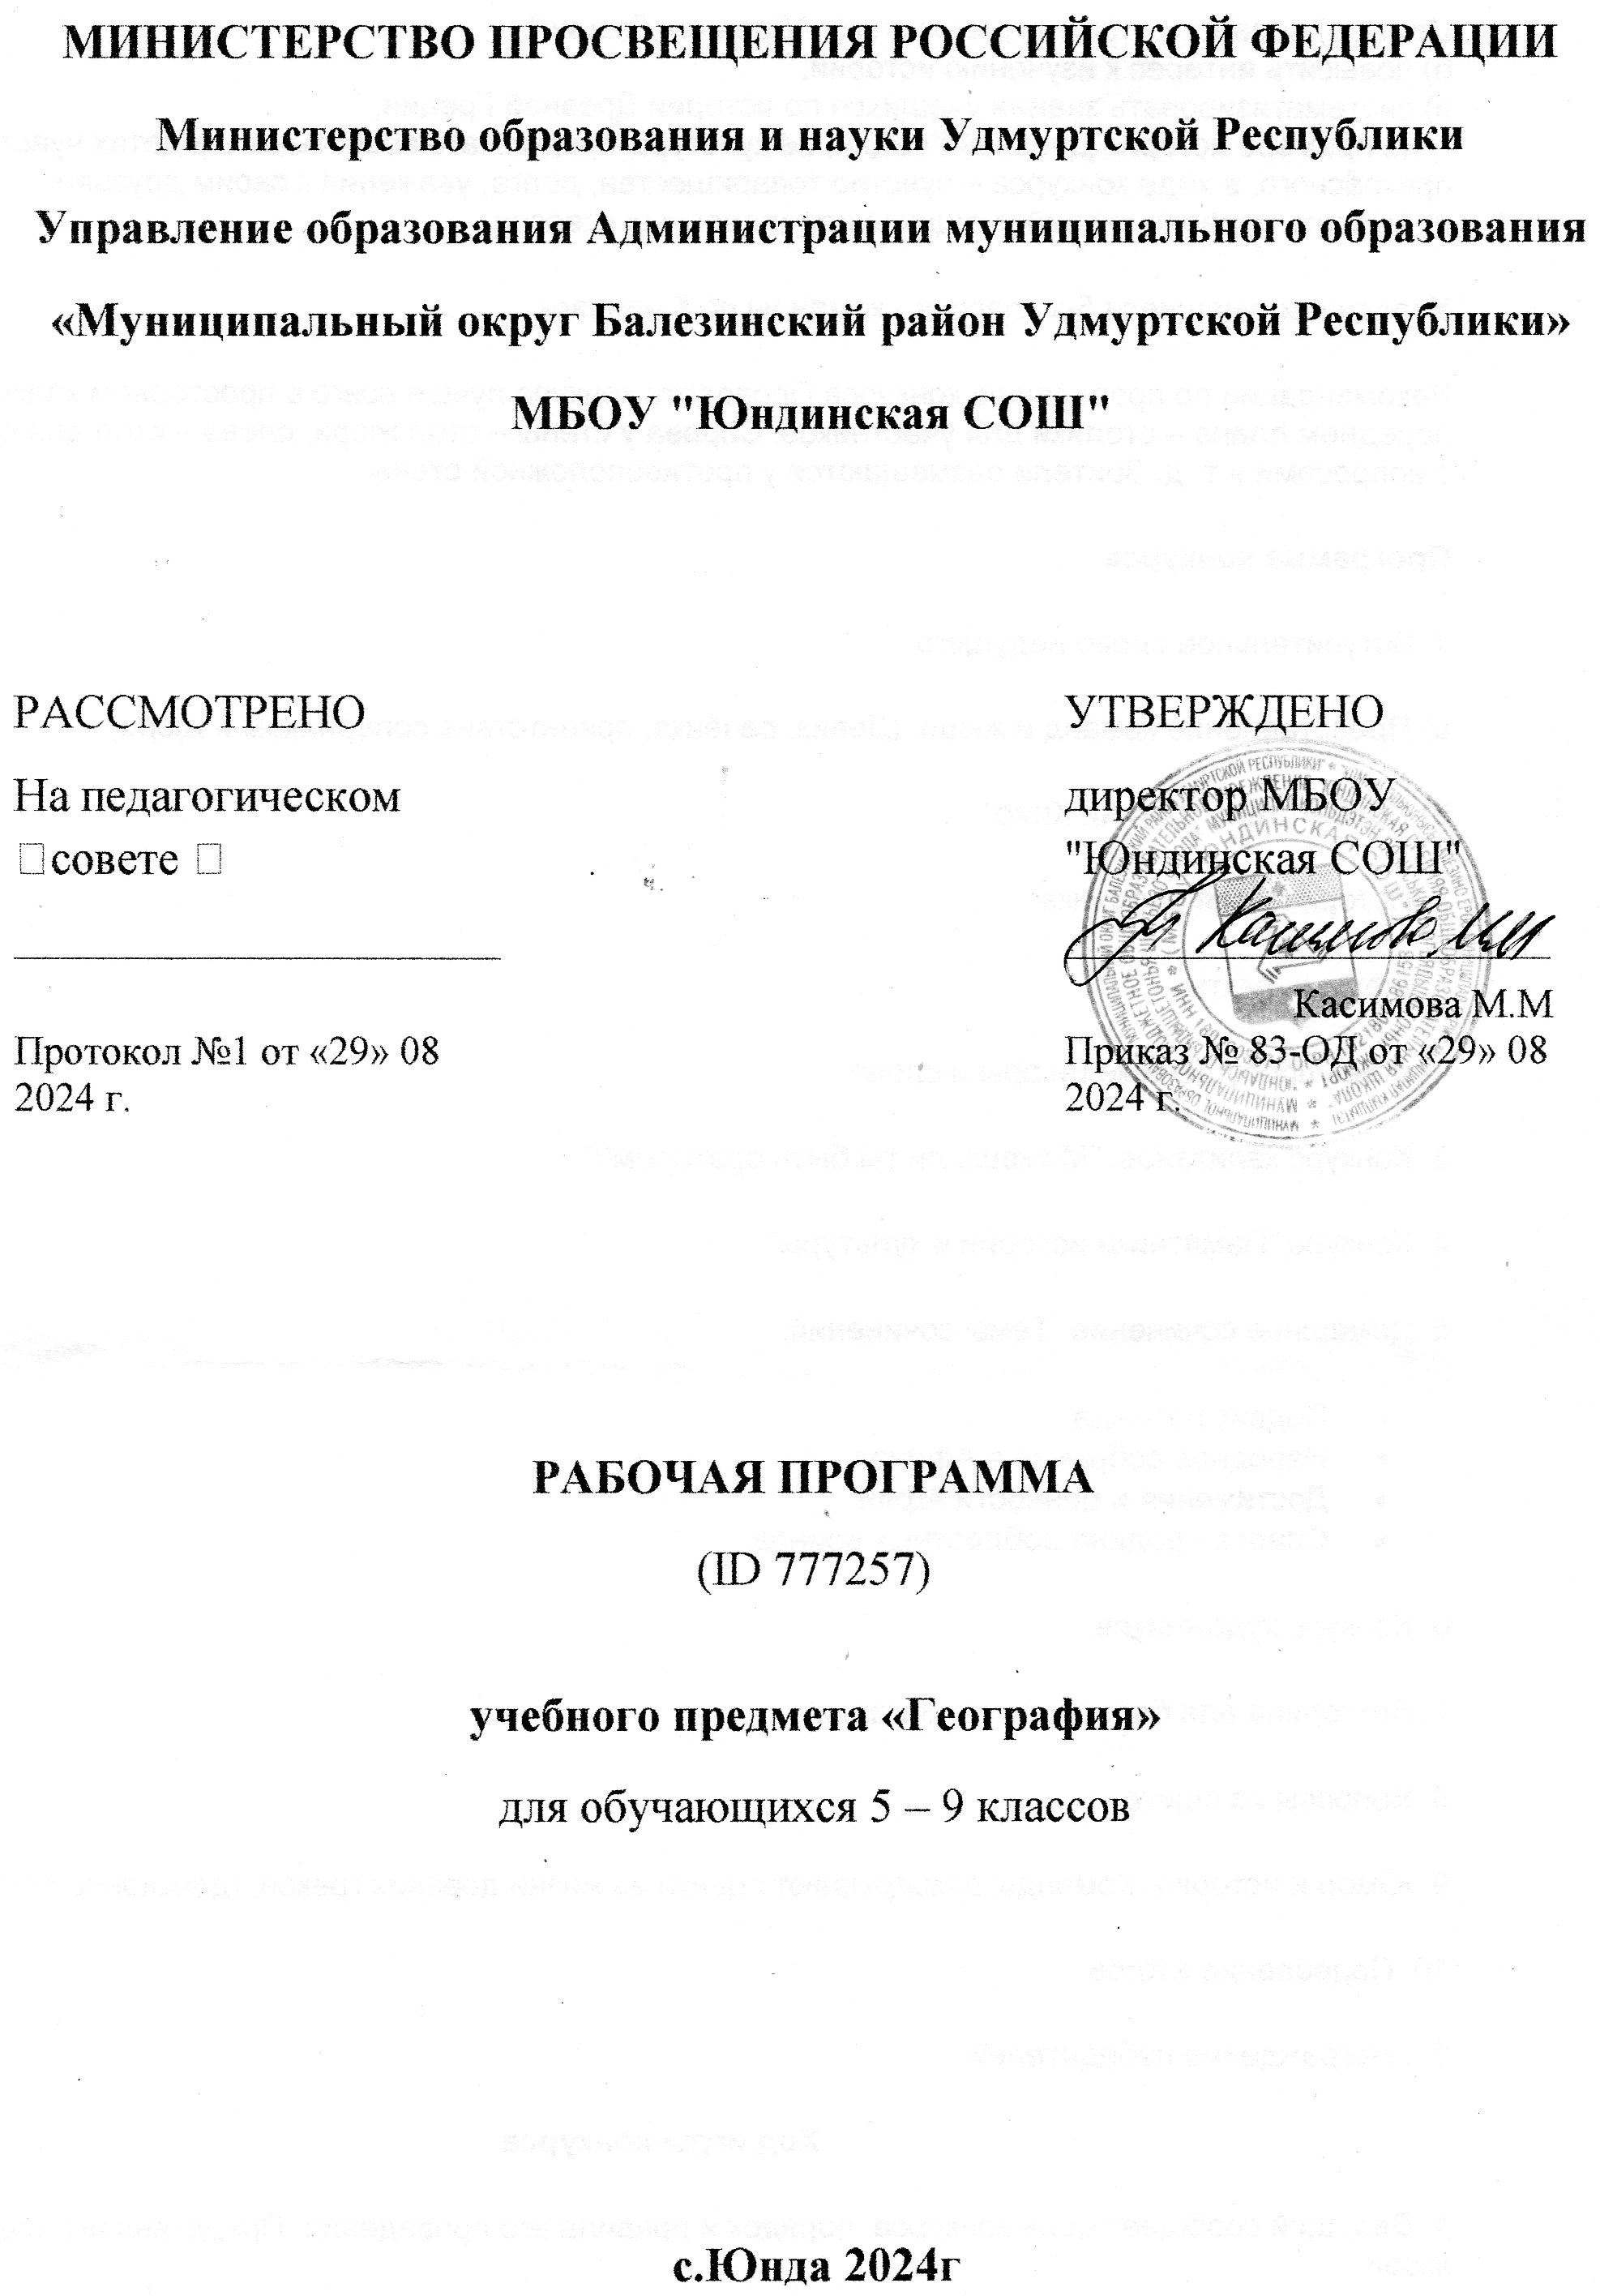 МИНИСТЕРСТВО ПРОСВЕЩЕНИЯ РОССИЙСКОЙ ФЕДЕРАЦИИ
Министерство образования и науки Удмуртской Республики
Управление образования Администрации муниципального образования
«Муниципальный округ Балезинский район Удмуртской Республики»
МБОУ "Юндинская СОШ"
РАССМОТРЕНО
На педагогическом
совете
Протокол №1 от «29» 08
2024 г.
УТВЕРЖДЕНО
директор МБОУ
"Юндинская СОШ"
Касимова М.М
Приказ № 83-ОД от «29» 08
2024 г.
РАБОЧАЯ ПРОГРАММА
(ID 777257)
учебного предмета «География»
для обучающихся 5 – 9 классов
с.Юнда 2024г